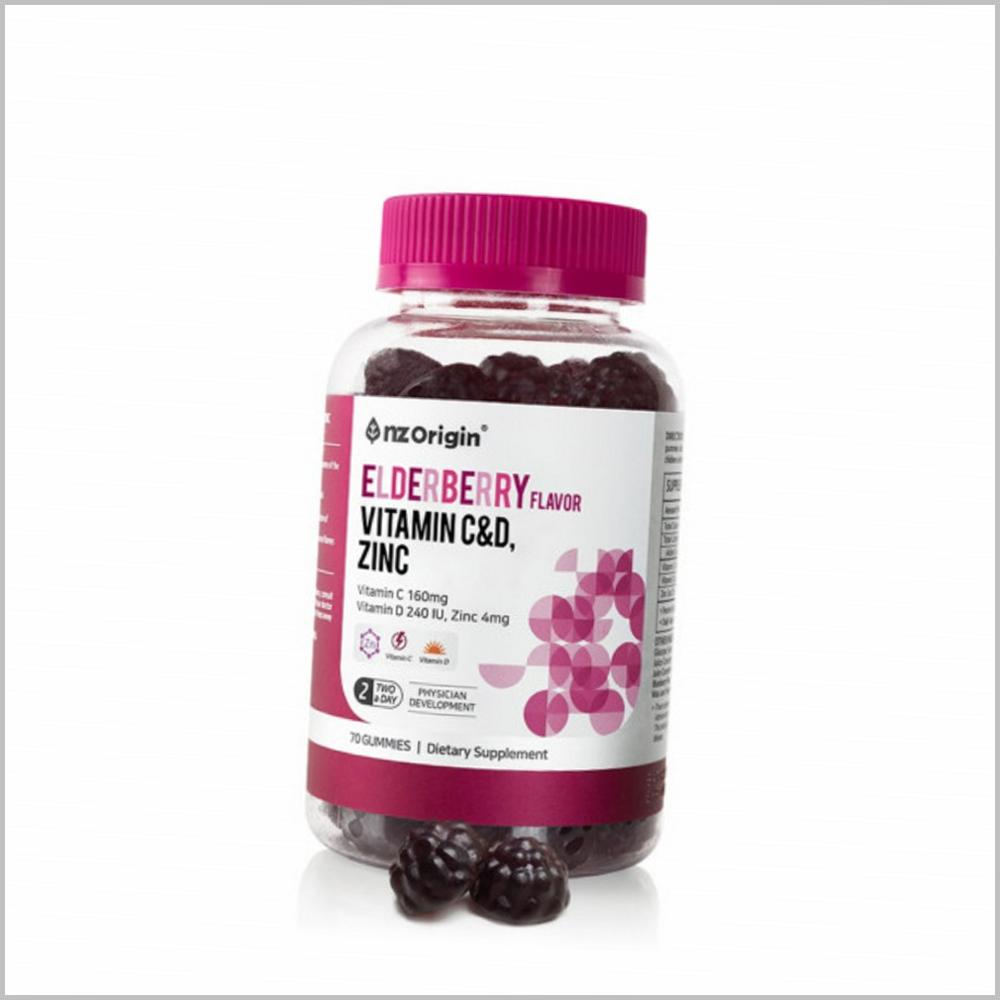 nzOrigin®
ELDERBERRY FLAVOR
VITAMIN C&D,
ZINC
Vitamin C 160mg
Vitamin D 240 IU, Zinc 4mg
Zn Vitamin C Vitamin D
2 TWO a DAY
PHYSICIAN
DEVELOPMENT
70 GUMMIES | Dietary Supplement